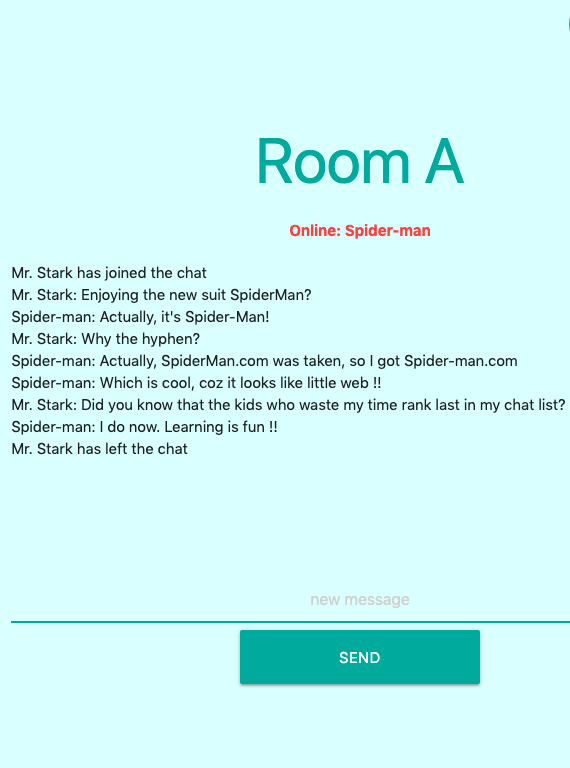 Room A
Online: Spider-man
Mr. Stark has joined the chat
Mr. Stark: Enjoying the new suit SpiderMan?
Spider-man: Actually, it's Spider-Man!
Mr. Stark: Why the hyphen?
Spider-man: Actually, SpiderMan.com was taken, so I got Spider-man.com
Spider-man: Which is cool, coz it looks like little web !!
Mr. Stark: Did you know that the kids who waste my time rank last in my chat list?
Spider-man: I do now. Learning is fun !!
Mr. Stark has left the chat
new message
SEND